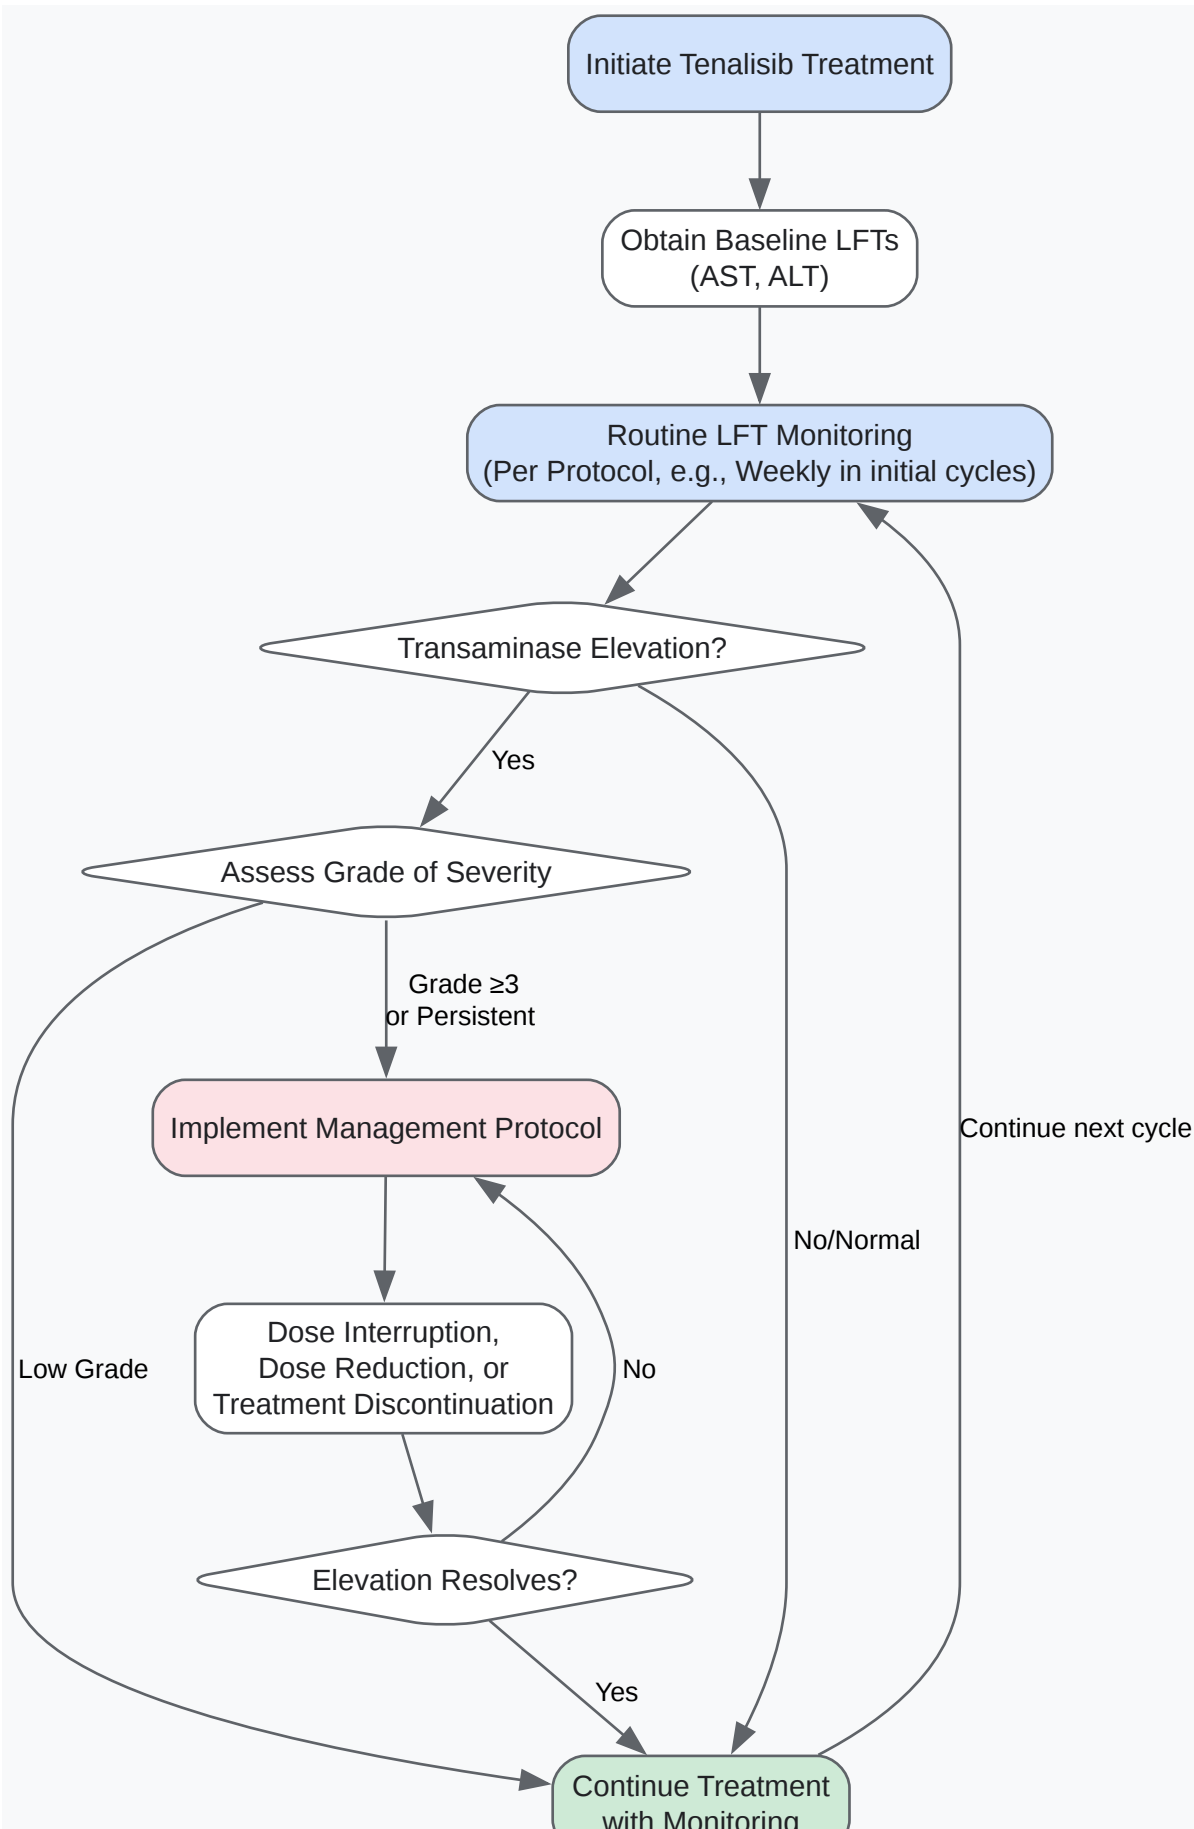 Initiate Tenalisib Treatment
Obtain Baseline LFTs
(AST, ALT)
Routine LFT Monitoring
(Per Protocol, e.g., Weekly in initial cycles)
Transaminase Elevation?
Yes
Assess Grade of Severity
Grade ≥3
or Persistent
Implement Management Protocol
Continue next cycle
No/Normal
Dose Interruption,
Dose Reduction, or
Treatment Discontinuation
Low Grade
No
Elevation Resolves?
Yes
Continue Treatment
with Monitoring